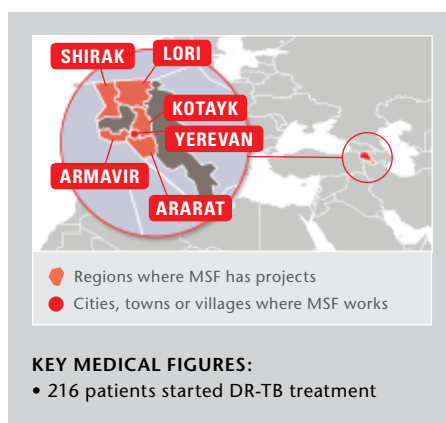 SHIRAK
LORI
KOTAYK
YEREVAN
ARMAVIR
ARARAT
Regions where MSF has projects
Cities, towns or villages where MSF works
KEY MEDICAL FIGURES:
• 216 patients started DR-TB treatment